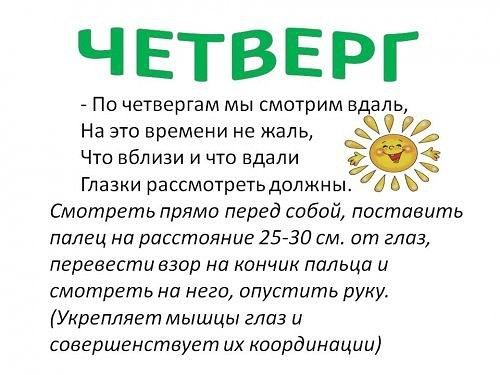 ЧЕТВЕРГ
- По четвергам мы смотрим вдаль,
На это времени не жаль,
Что вблизи и что вдали
Глазки рассмотреть должны.
Смотреть прямо перед собой, поставить
палец на расстояние 25-30 см. от глаз,
перевести взор на кончик пальца и
смотреть на него, опустить руку.
(Укрепляет мышцы глаз и
совершенствует их координации)